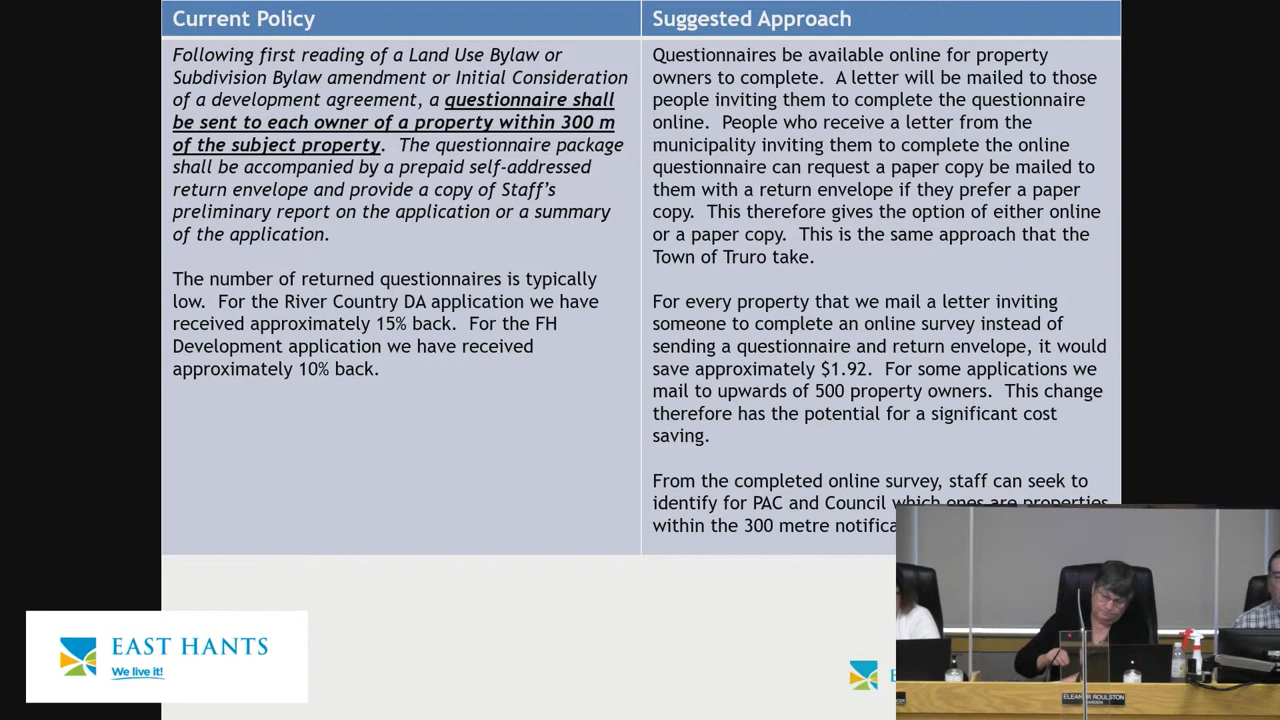 Current Policy
Following first reading of a Land Use Bylaw or
Subdivision Bylaw amendment or Initial Consideration
of a development agreement, a questionnaire shall
be sent to each owner of a property within 300 m
of the subject property.  The questionnaire package
shall be accompanied by a prepaid self-addressed
return envelope and provide a copy of Staff's
preliminary report on the application or a summary
of the application.
The number of returned questionnaires is typically
low.  For the River Country DA application we have
received approximately 15% back.  For the FH
Development application we have received
approximately 10% back.
Suggested Approach
Questionnaires be available online for property
owners to complete.  A letter will be mailed to those
people inviting them to complete the questionnaire
online.  People who receive a letter from the
municipality inviting them to complete the online
questionnaire can request a paper copy be mailed to
them with a return envelope if they prefer a paper
copy.  This therefore gives the option of either online
or a paper copy.  This is the same approach that the
Town of Truro take.
For every property that we mail a letter inviting
someone to complete an online survey instead of
sending a questionnaire and return envelope, it would
save approximately $1.92.  For some applications we
mail to upwards of 500 property owners.  This change
therefore has the potential for a significant cost
saving.
From the completed online survey, staff can seek to
identify for PAC and Council which ones are properties
within the 300 metre
EAST HANTS
We live it!
ELEANOR ROULSTON
WARDEN